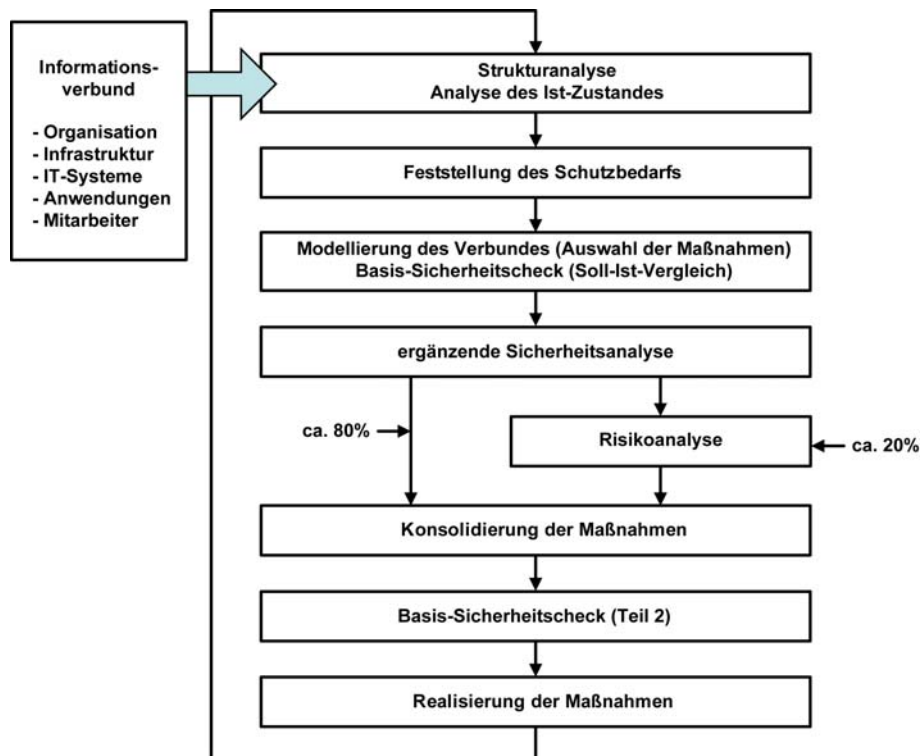 Informations-
verbund
- Organisation
- Infrastruktur
- IT-Systeme
- Anwendungen
- Mitarbeiter
Strukturanalyse
Analyse des Ist-Zustandes
Feststellung des Schutzbedarfs
Modellierung des Verbundes (Auswahl der Maßnahmen)
Basis-Sicherheitscheck (Soll-Ist-Vergleich)
ergänzende Sicherheitsanalyse
ca. 80%
Risikoanalyse
ca. 20%
Konsolidierung der Maßnahmen
Basis-Sicherheitscheck (Teil 2)
Realisierung der Maßnahmen